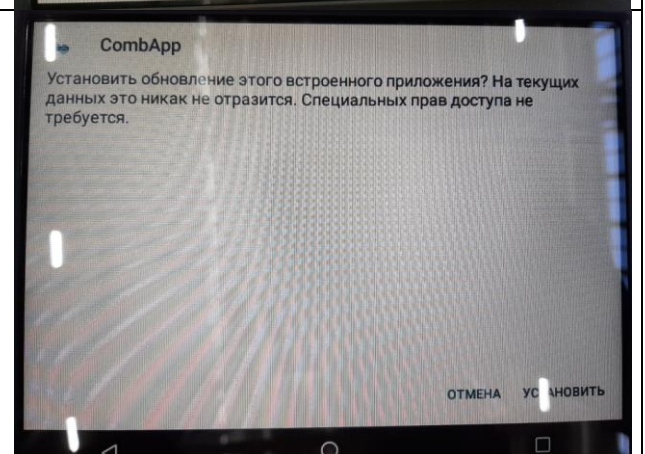 CombApp
Установить обновление этого встроенного приложения? На текущих
данных это никак не отразится. Специальных прав доступа не
требуется.
ОТМЕНА УСТАНОВИТЬ